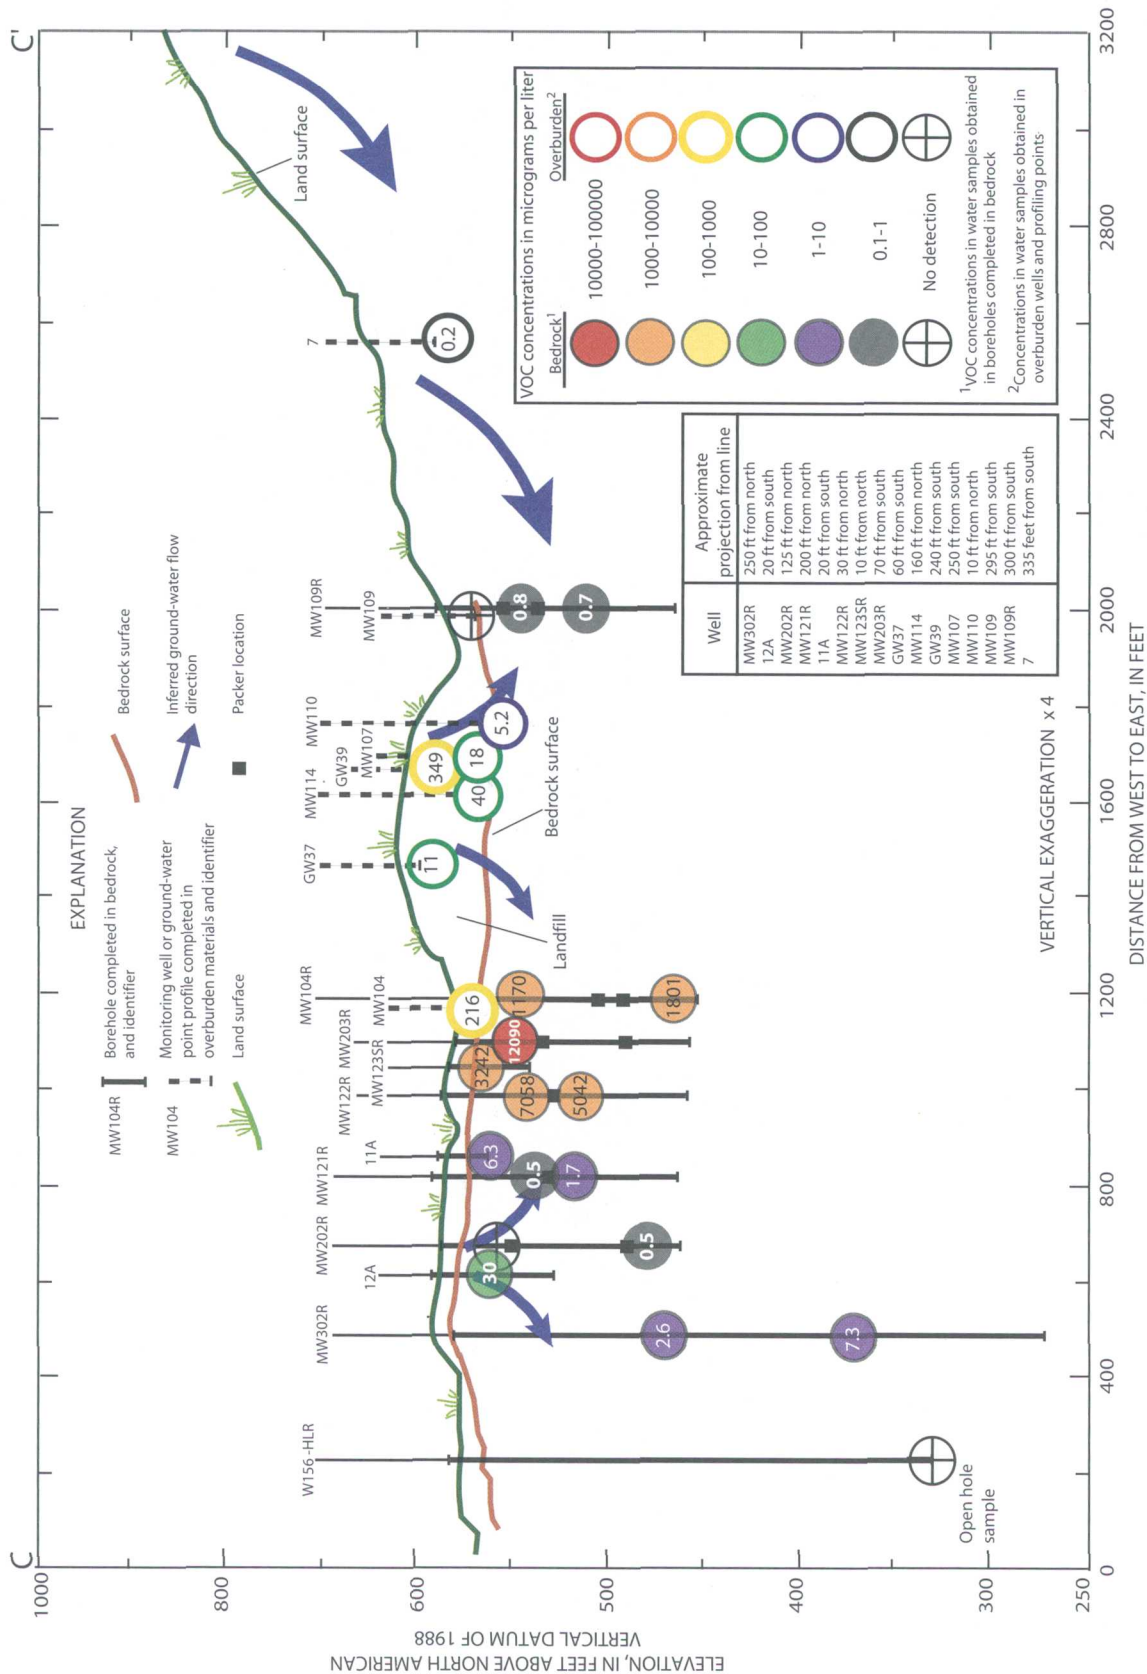 C
C'
EXPLANATION
MW104R
Borehole completed in bedrock,
and identifier
MW104
Monitoring well or ground-water
point profile completed in
overburden materials and identifier
Land surface
Bedrock surface
Inferred ground-water flow
direction
Packer location
W156-HLR
MW302R
12A
MW202R
MW121R
11A
MW122R
MW123SR
MW203R
MW104R
MW104
GW37
MW114
GW39
MW107
MW110
MW109R
MW109
7
Land surface
Landfill
Bedrock surface
Open hole
sample
2.6
7.3
30
0.5
0.5
1.7
6.3
7058
5042
3242
12090
216
1170
1801
11
40
349
18
5.2
0.8
0.7
0.2
ELEVATION, IN FEET ABOVE NORTH AMERICAN
VERTICAL DATUM OF 1988
1000
800
600
500
400
300
250
0
400
800
1200
1600
2000
2400
2800
3200
VERTICAL EXAGGERATION x 4
DISTANCE FROM WEST TO EAST, IN FEET
Well
Approximate
projection from line
MW302R 250 ft from north
12A 20 ft from south
MW202R 125 ft from north
MW121R 200 ft from north
11A 20 ft from south
MW122R 30 ft from north
MW123SR 10 ft from north
MW203R 70 ft from south
GW37 60 ft from south
MW114 160 ft from north
GW39 240 ft from south
MW107 250 ft from south
MW110 10 ft from north
MW109 295 ft from south
MW109R 300 ft from south
7 335 feet from south
VOC concentrations in micrograms per liter
Bedrock1 Overburden2
10000-100000
1000-10000
100-1000
10-100
1-10
0.1-1
No detection
1VOC concentrations in water samples obtained
in boreholes completed in bedrock
2Concentrations in water samples obtained in
overburden wells and profiling points